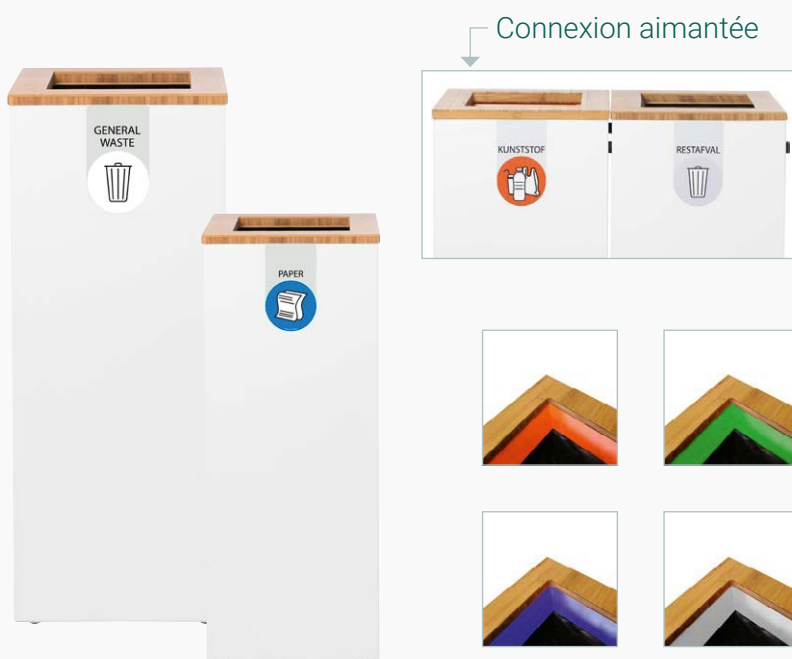 Connexion aimantée
GENERAL
WASTE
PAPER
KUNSTSTOF
RESTAFVAL